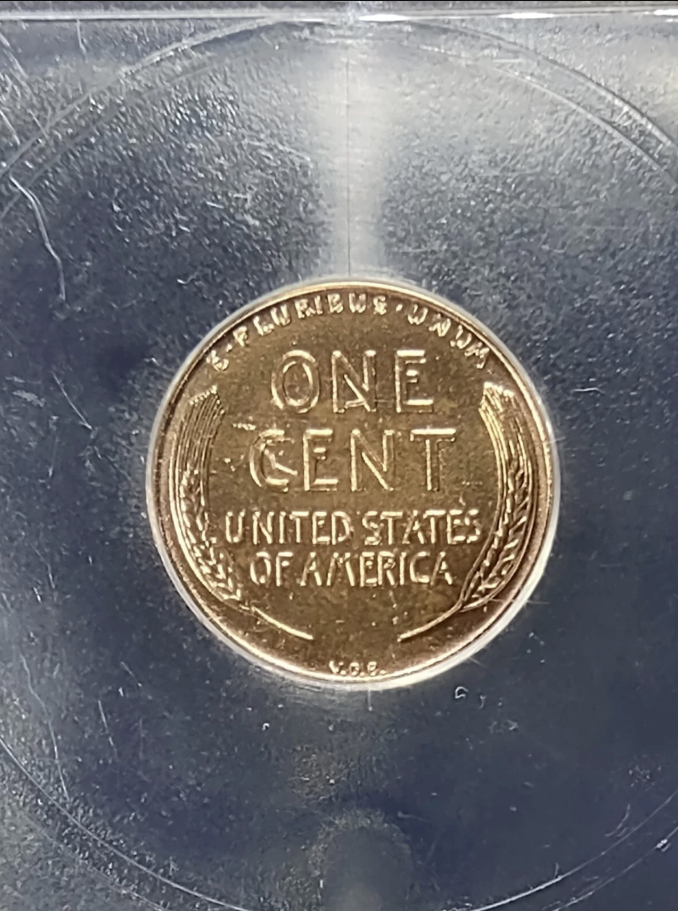 E·PLURIBUS·UNUM
ONE
CENT
UNITED STATES
OF AMERICA
V.D.B.